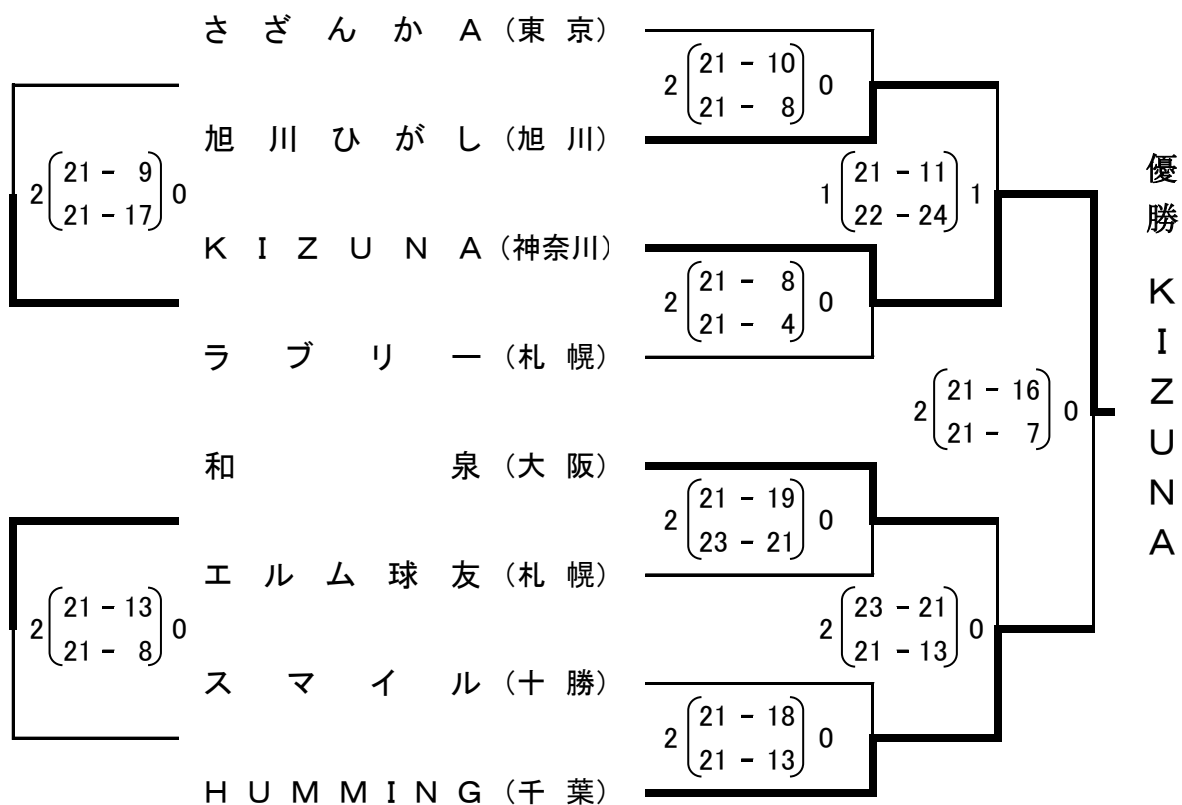 さざんかA(東京)
2 21 - 10 0
21 - 8
旭川ひがし(旭川)
2 21 - 9 0
21 - 17
1 21 - 11 1
22 - 24
KIZUNA(神奈川)
2 21 - 8 0
21 - 4
ラブリー(札幌)
2 21 - 16 0
21 - 7
和泉(大阪)
2 21 - 19 0
23 - 21
エルム球友(札幌)
2 21 - 13 0
21 - 8
2 23 - 21 0
21 - 13
スマイル(十勝)
2 21 - 18 0
21 - 13
HUMMING(千葉)
優勝 KIZUNA